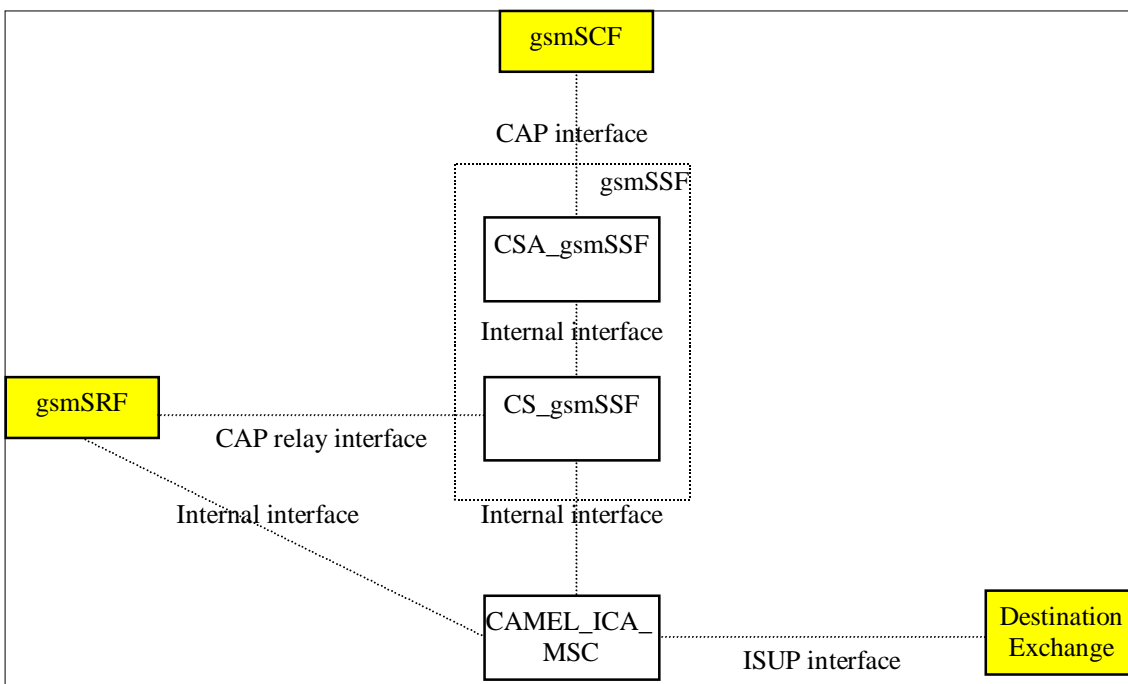 gsmSCF
CAP interface
gsmSSF
CSA_gsmSSF
Internal interface
gsmSRF
CS_gsmSSF
CAP relay interface
Internal interface
Internal interface
CAMEL_ICA_
MSC
Destination
Exchange
ISUP interface